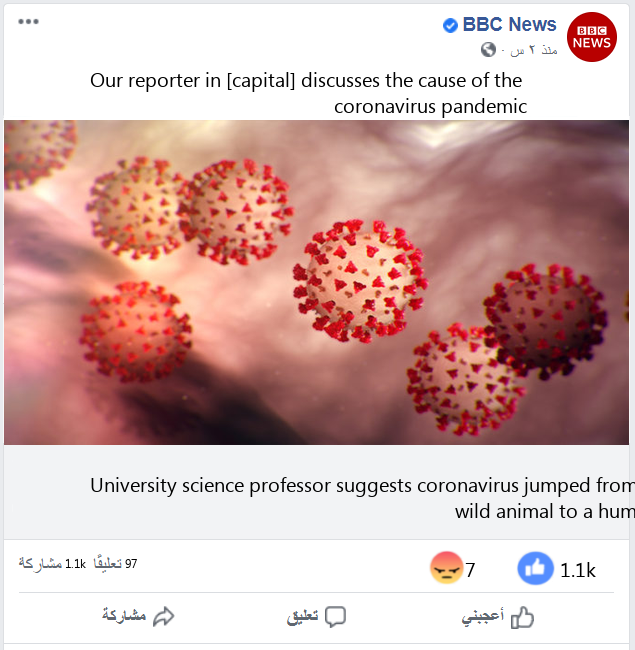 BBC News
BBC NEWS
منذ ٢ س ·
Our reporter in [capital] discusses the cause of the
coronavirus pandemic
University science professor suggests coronavirus jumped from
wild animal to a hum
1.1k
7
97 تعليقًا 1.1k مشاركة
أعجبني تعليق مشاركة